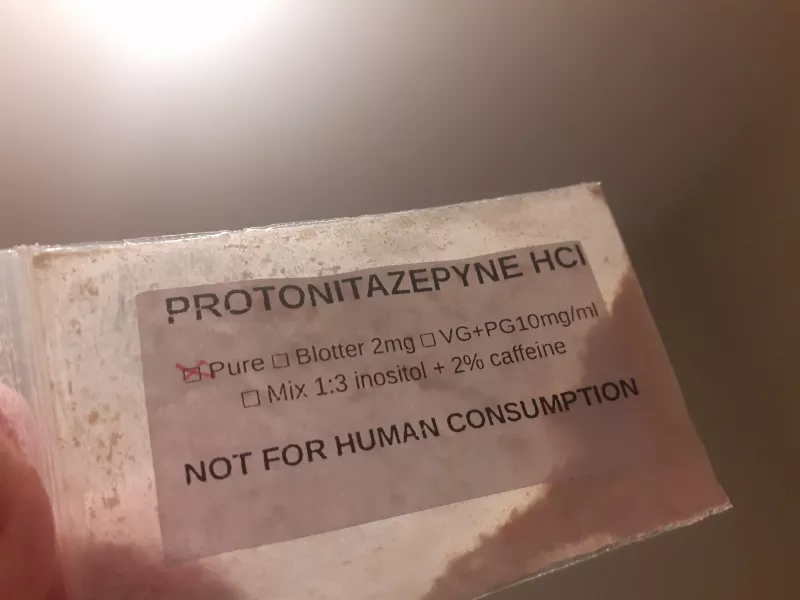 PROTONITAZEPYNE HCl
☒ Pure ☐ Blotter 2mg ☐ VG+PG10mg/ml
☐ Mix 1:3 inositol + 2% caffeine
NOT FOR HUMAN CONSUMPTION